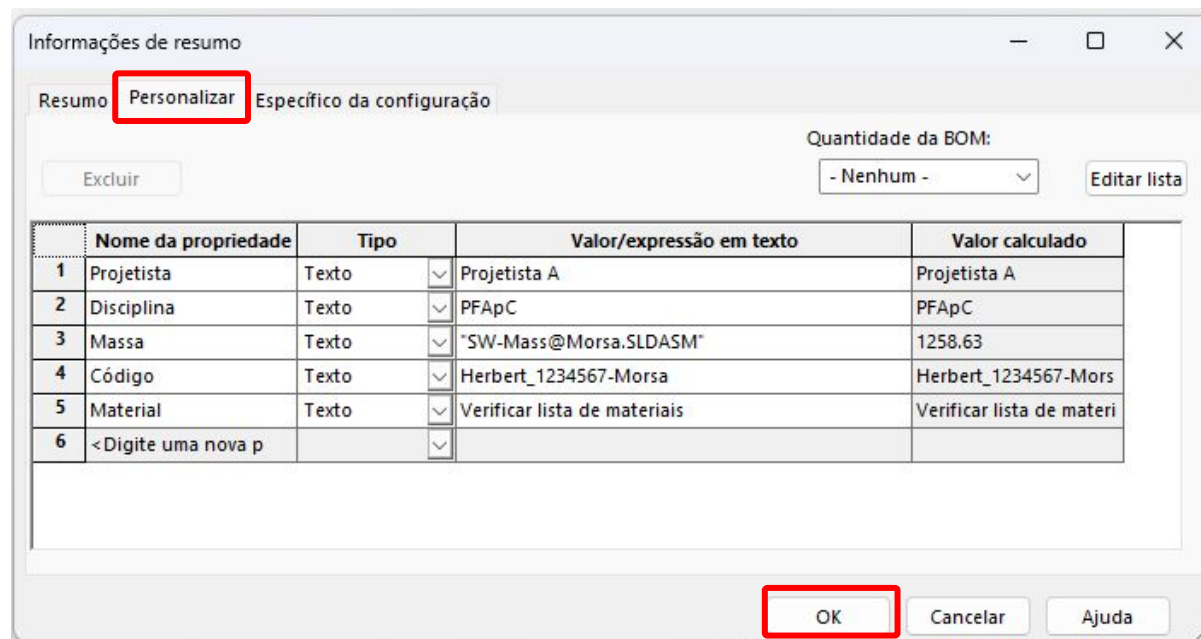 Informações de resumo
Resumo Personalizar Específico da configuração
Quantidade da BOM:
Excluir - Nenhum - Editar lista
Nome da propriedade Tipo Valor/expressão em texto Valor calculado
1 Projetista Texto Projetista A Projetista A
2 Disciplina Texto PFApC PFApC
3 Massa Texto "SW-Mass@Morsa.SLDASM" 1258.63
4 Código Texto Herbert_1234567-Morsa Herbert_1234567-Mors
5 Material Texto Verificar lista de materiais Verificar lista de materi
6 <Digite uma nova p
OK Cancelar Ajuda